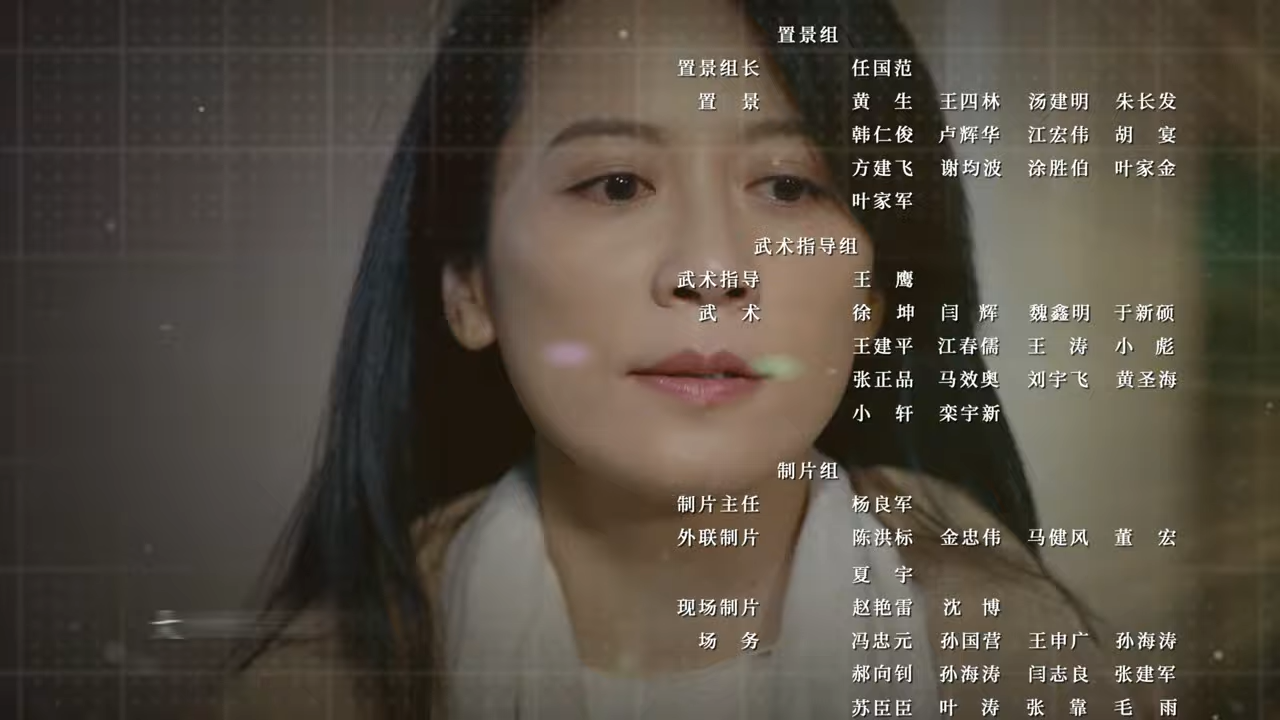 置景组
置景组长 任国范
置 景 黄 生 王四林 汤建明 朱长发
韩仁俊 卢辉华 江宏伟 胡 宴
方建飞 谢均波 涂胜伯 叶家金
叶家军
武术指导组
武术指导 王 鹰
武 术 徐 坤 闫 辉 魏鑫明 于新硕
王建平 江春儒 王 涛 小 彪
张正品 马效奥 刘宇飞 黄圣海
小 轩 栾宇新
制片组
制片主任 杨良军
外联制片 陈洪标 金忠伟 马健风 董 宏
夏 宇
现场制片 赵艳雷 沈 博
场 务 冯忠元 孙国营 王申广 孙海涛
郝向钊 孙海涛 闫志良 张建军
苏臣臣 叶 涛 张 靠 毛 雨